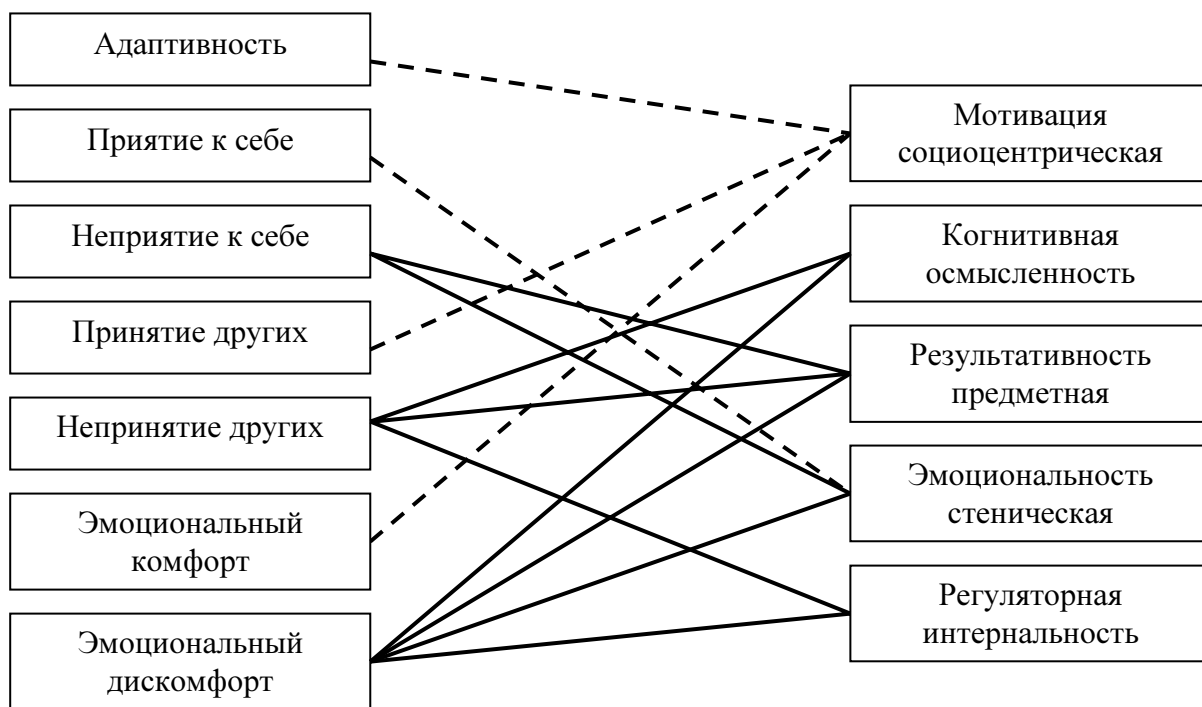 Адаптивность
Приятие к себе
Неприятие к себе
Принятие других
Непринятие других
Эмоциональный
комфорт
Эмоциональный
дискомфорт
Мотивация
социоцентрическая
Когнитивная
осмысленность
Результативность
предметная
Эмоциональность
стеническая
Регуляторная
интернальность